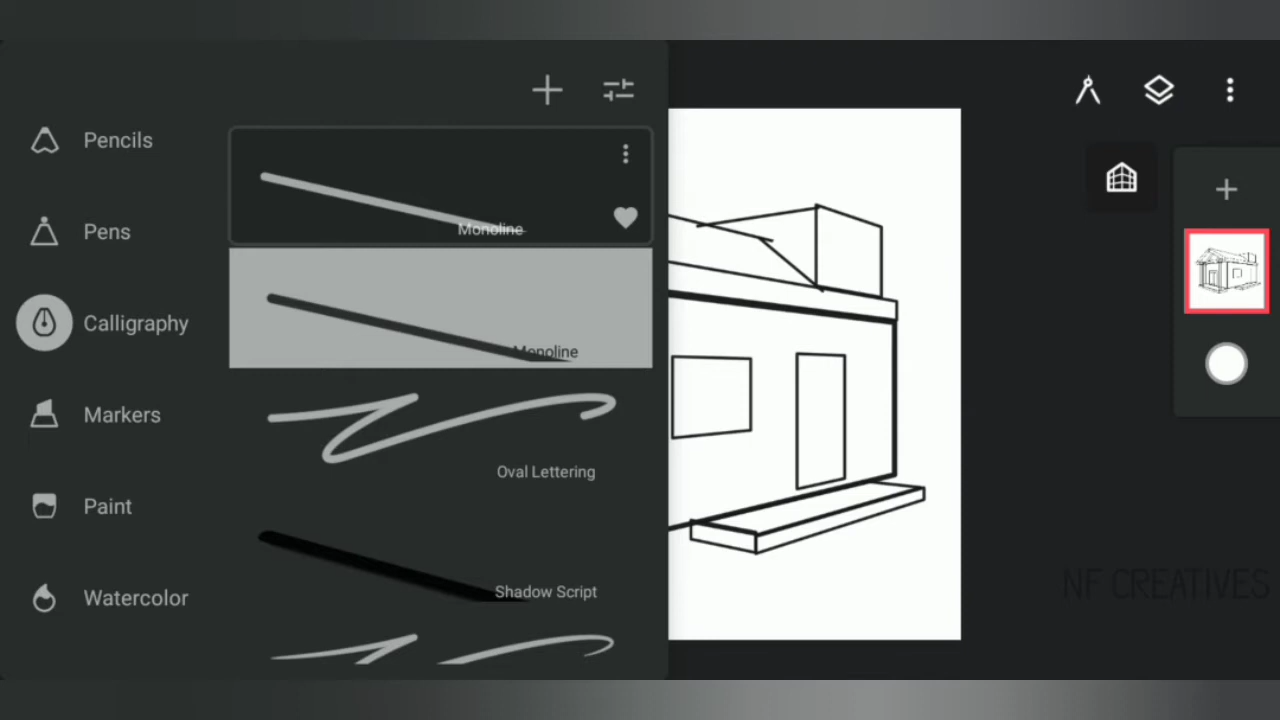 Pencils
Pens
Calligraphy
Markers
Paint
Watercolor
Monoline
Monoline
Oval Lettering
Shadow Script
NF CREATIVES